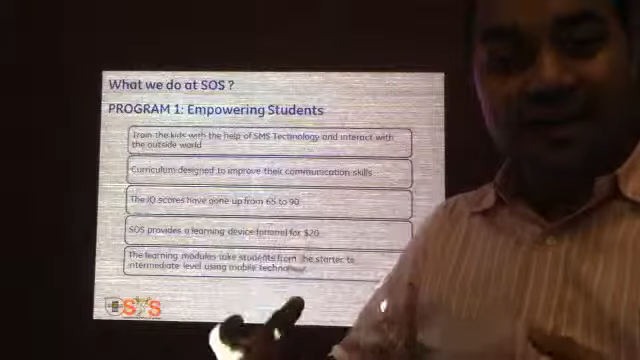 What we do at SOS ?
PROGRAM 1: Empowering Students
Train the kids with the help of SMS Technology and interact with
the outside world
Curriculum designed to improve their communication skills
The IQ scores have gone up from 65 to 90
SOS provides a learning device for $20
The learning modules take students from the starter to
intermediate level using mobile
SOS